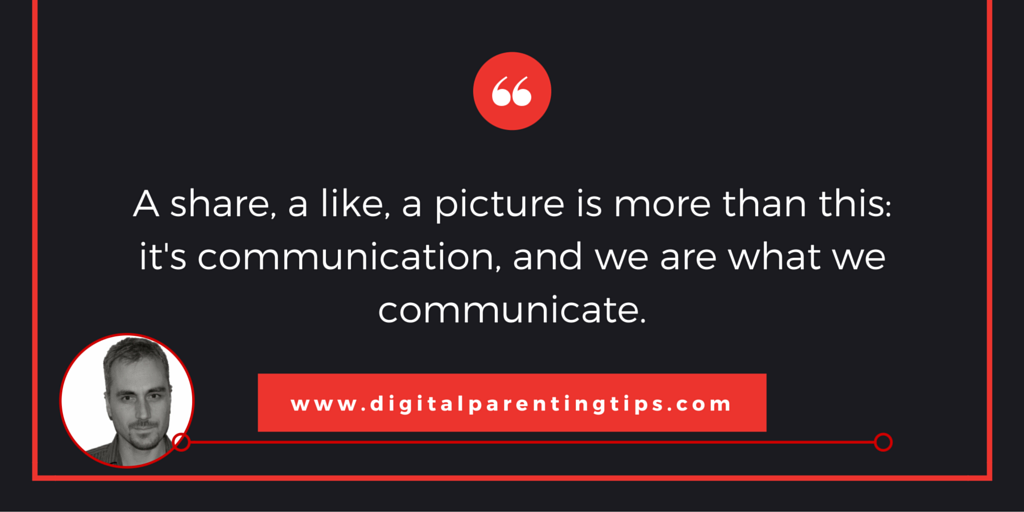 ❝
A share, a like, a picture is more than this:
it's communication, and we are what we
communicate.
www.digitalparentingtips.com